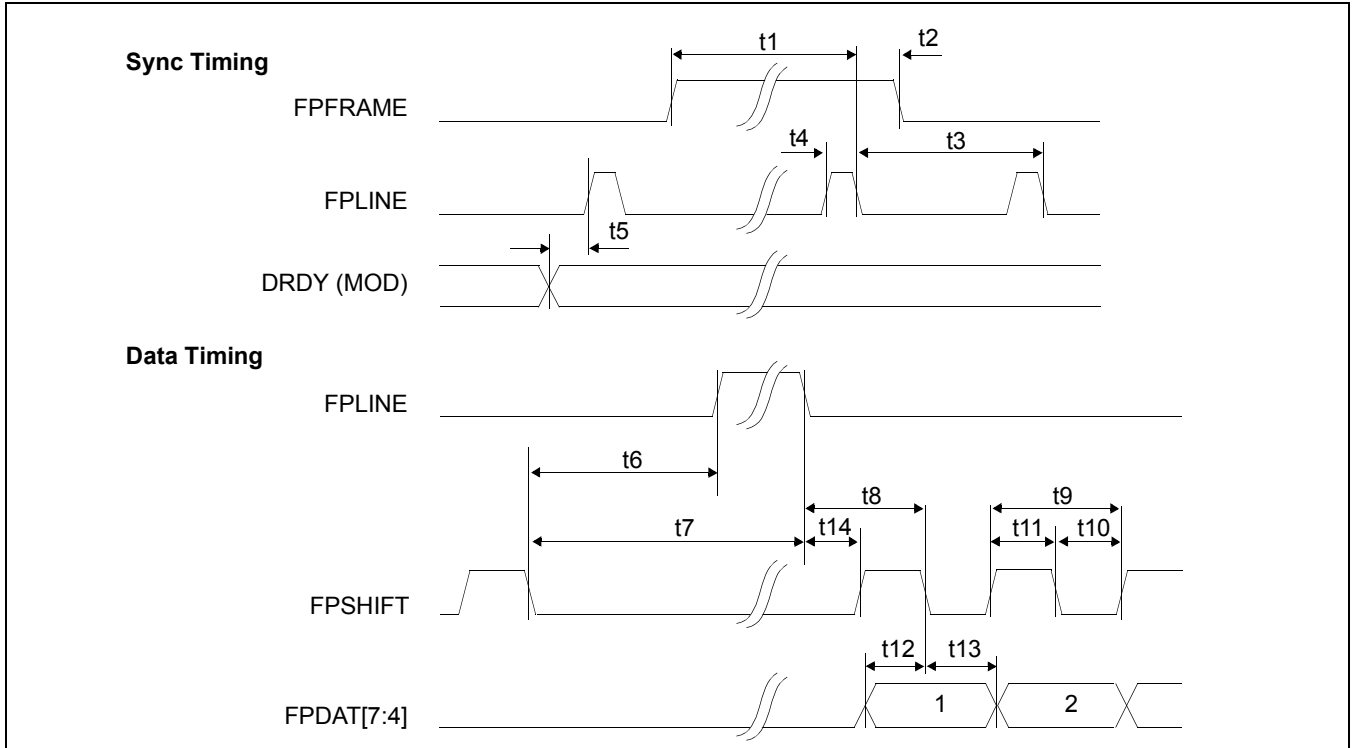 Sync Timing
t1
t2
FPFRAME
t4
t3
FPLINE
t5
DRDY (MOD)
Data Timing
FPLINE
t6
t8
t9
t7
t14
t11
t10
FPSHIFT
t12
t13
FPDAT[7:4]
1
2